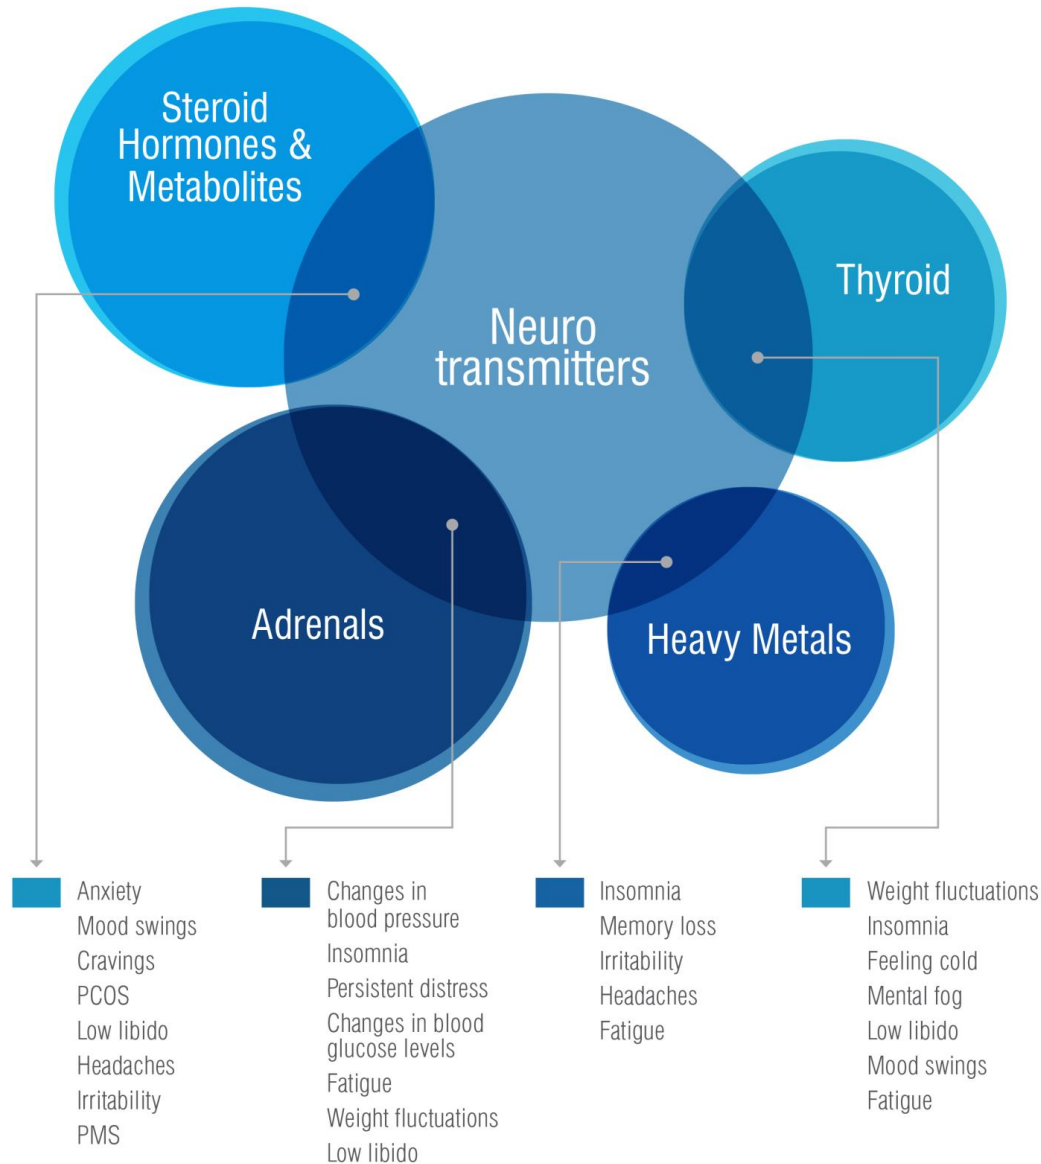 Steroid
Hormones &
Metabolites
Neuro
transmitters
Thyroid
Adrenals
Heavy Metals
Anxiety
Mood swings
Cravings
PCOS
Low libido
Headaches
Irritability
PMS
Changes in
blood pressure
Insomnia
Persistent distress
Changes in blood
glucose levels
Fatigue
Weight fluctuations
Low libido
Insomnia
Memory loss
Irritability
Headaches
Fatigue
Weight fluctuations
Insomnia
Feeling cold
Mental fog
Low libido
Mood swings
Fatigue